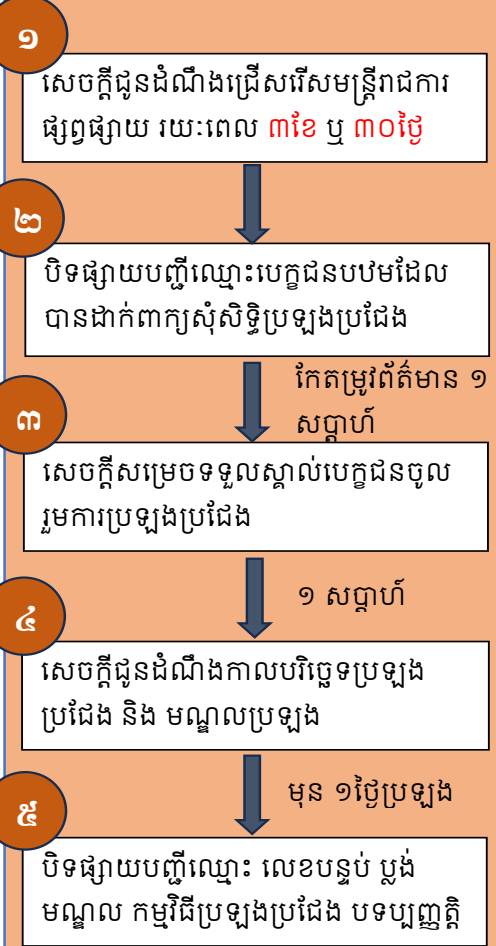 ១
សេចក្តីជូនដំណឹងជ្រើសរើសមន្ត្រីរាជការ
ផ្សព្វផ្សាយ រយៈពេល ៣ខែ ឬ ៣០ថ្ងៃ
២
បិទផ្សាយបញ្ជីឈ្មោះបេក្ខជនបឋមដែល
បានដាក់ពាក្យសុំសិទ្ធិប្រឡងប្រជែង
កែតម្រូវព័ត៌មាន ១
សប្តាហ៍
៣
សេចក្តីសម្រេចទទួលស្គាល់បេក្ខជនចូល
រួមការប្រឡងប្រជែង
១ សប្តាហ៍
៤
សេចក្តីជូនដំណឹងកាលបរិច្ឆេទប្រឡង
ប្រជែង និង មណ្ឌលប្រឡង
មុន ១ថ្ងៃប្រឡង
៥
បិទផ្សាយបញ្ជីឈ្មោះ លេខបន្ទប់ ប្លង់
មណ្ឌល កម្មវិធីប្រឡងប្រជែង បទប្បញ្ញត្តិ